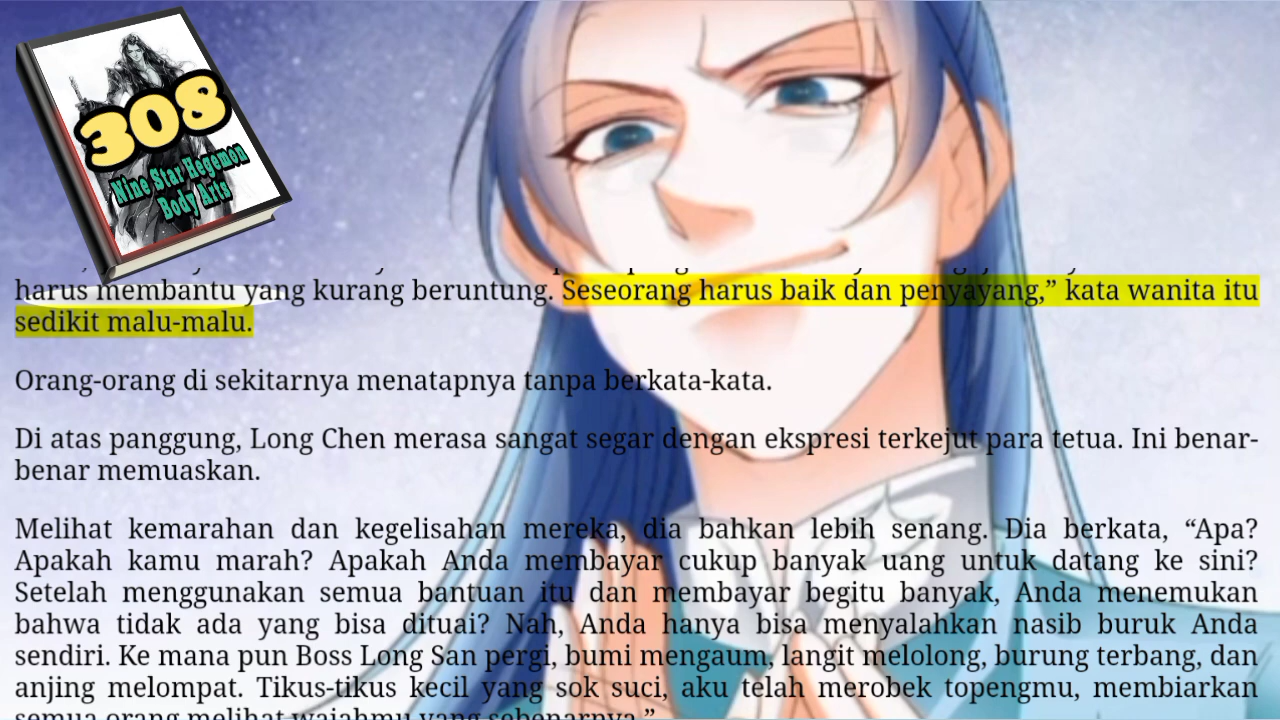 308
Nine Star Hegemon
Body Arts
harus membantu yang kurang beruntung. Seseorang harus baik dan penyayang,” kata wanita itu
sedikit malu-malu.
Orang-orang di sekitarnya menatapnya tanpa berkata-kata.
Di atas panggung, Long Chen merasa sangat segar dengan ekspresi terkejut para tetua. Ini benar-
benar memuaskan.
Melihat kemarahan dan kegelisahan mereka, dia bahkan lebih senang. Dia berkata, “Apa?
Apakah kamu marah? Apakah Anda membayar cukup banyak uang untuk datang ke sini?
Setelah menggunakan semua bantuan itu dan membayar begitu banyak, Anda menemukan
bahwa tidak ada yang bisa dituai? Nah, Anda hanya bisa menyalahkan nasib buruk Anda
sendiri. Ke mana pun Boss Long San pergi, bumi mengaum, langit melolong, burung terbang, dan
anjing melompat. Tikus-tikus kecil yang sok suci, aku telah merobek topengmu, membiarkan
semua orang melihat wajahmu yang sebenarnya.”